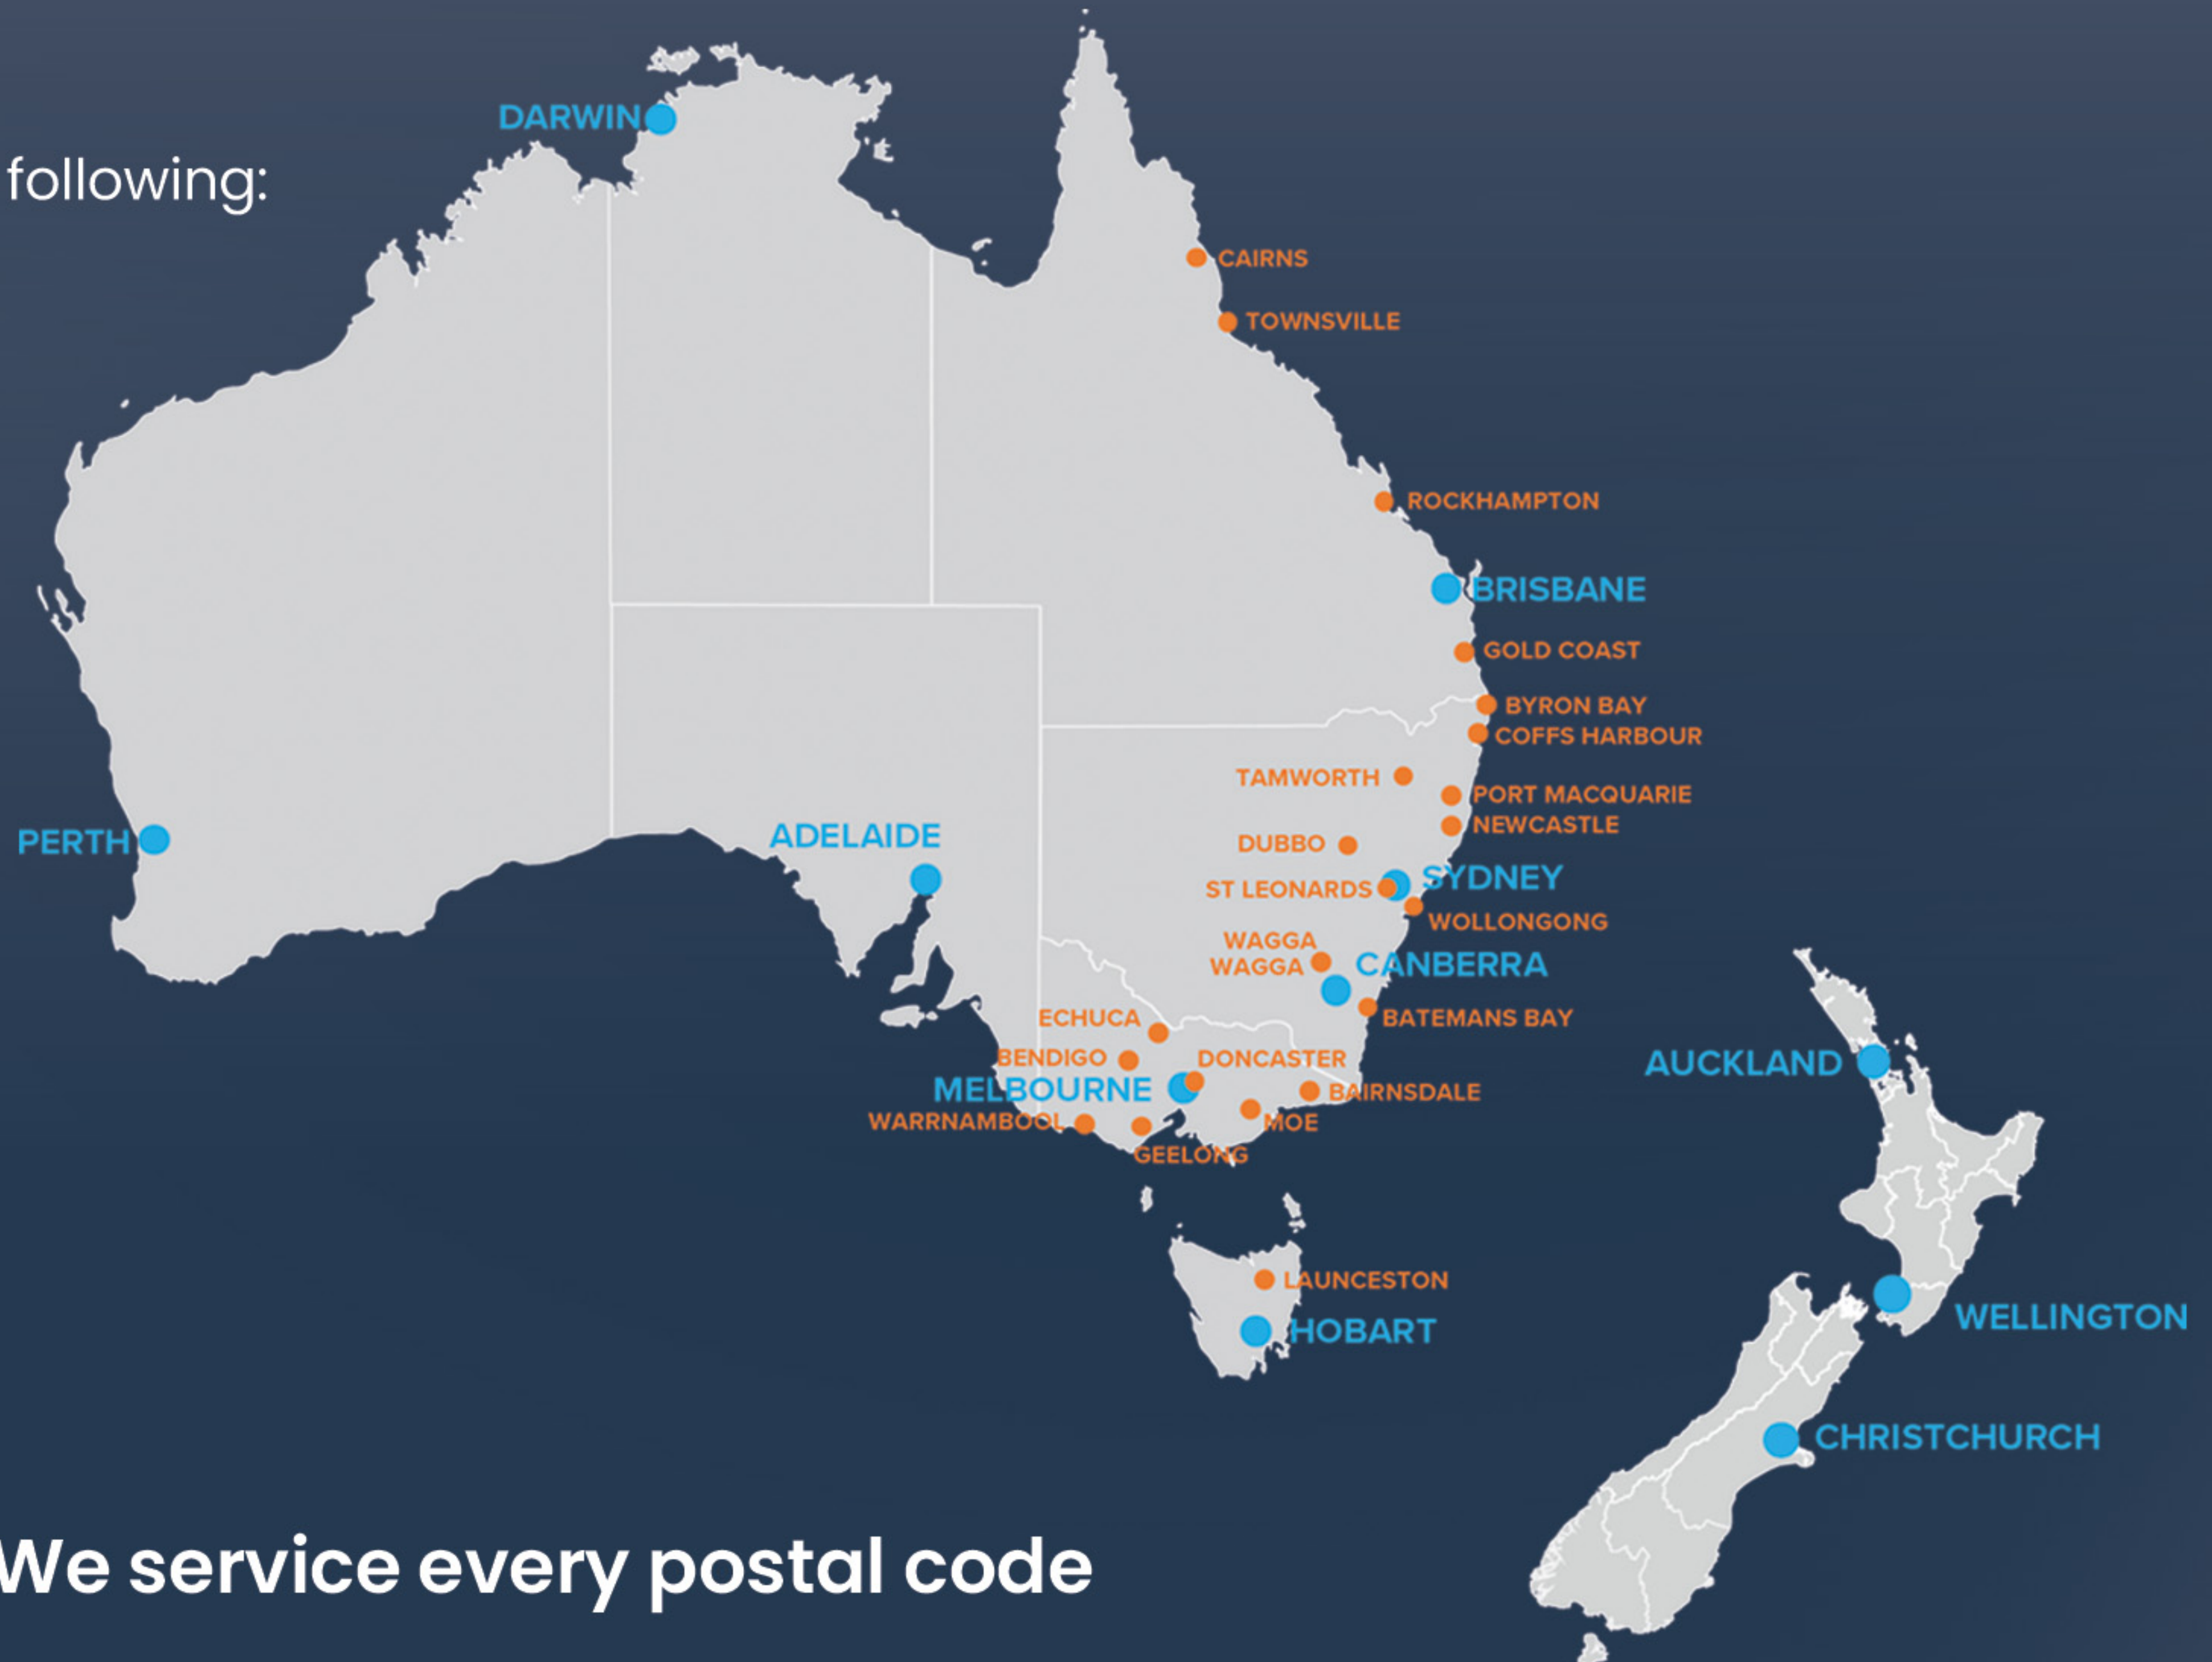 DARWIN
following:
CAIRNS
TOWNSVILLE
ROCKHAMPTON
BRISBANE
GOLD COAST
BYRON BAY
COFFS HARBOUR
TAMWORTH
PORT MACQUARIE
NEWCASTLE
PERTH
ADELAIDE
DUBBO
SYDNEY
ST LEONARDS
WOLLONGONG
WAGGA
WAGGA
CANBERRA
ECHUCA
BATEMANS BAY
BENDIGO
DONCASTER
AUCKLAND
MELBOURNE
BAIRNSDALE
WARRNAMBOOL
MOE
GEELONG
LAUNCESTON
WELLINGTON
HOBART
CHRISTCHURCH
We service every postal code